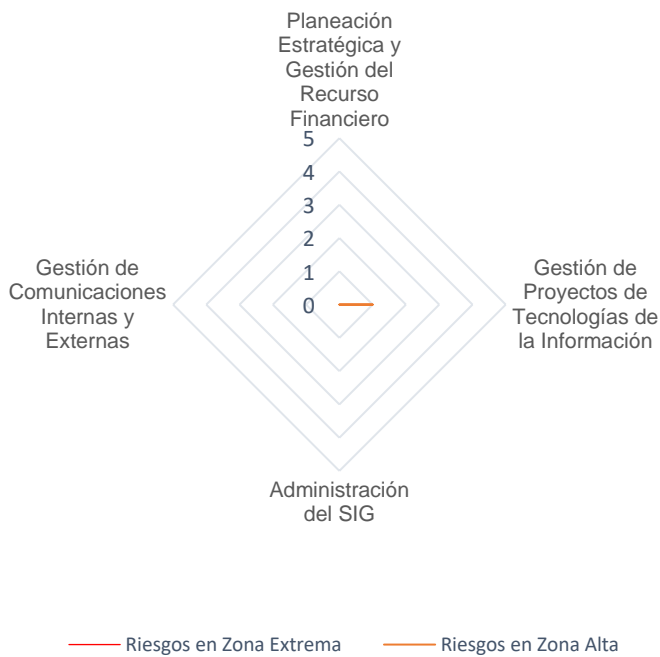 Planeación
Estratégica y
Gestión del
Recurso
Financiero
5
4
3
2
1
0
Gestión de
Comunicaciones
Internas y
Externas
Gestión de
Proyectos de
Tecnologías de
la Información
Administración
del SIG
Riesgos en Zona Extrema
Riesgos en Zona Alta